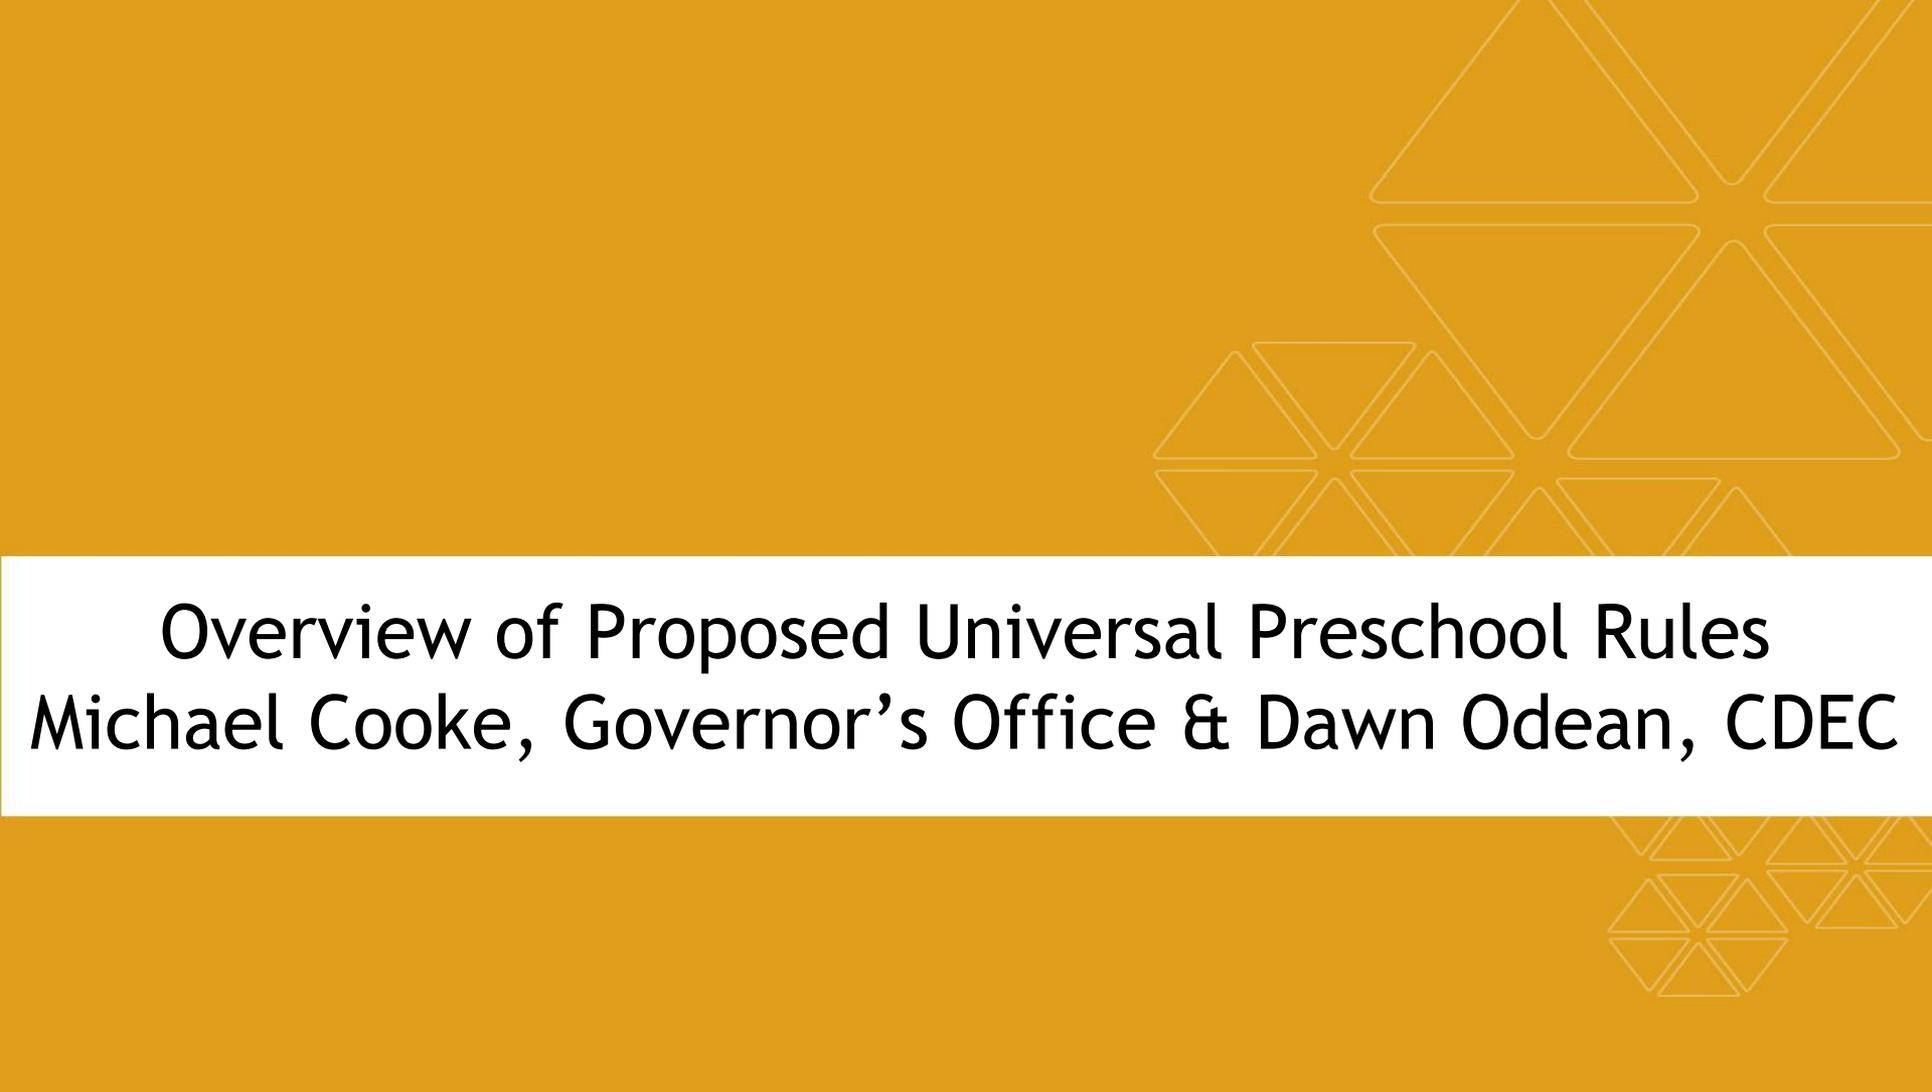 Overview of Proposed Universal Preschool Rules
Michael Cooke, Governor’s Office & Dawn Odean, CDEC